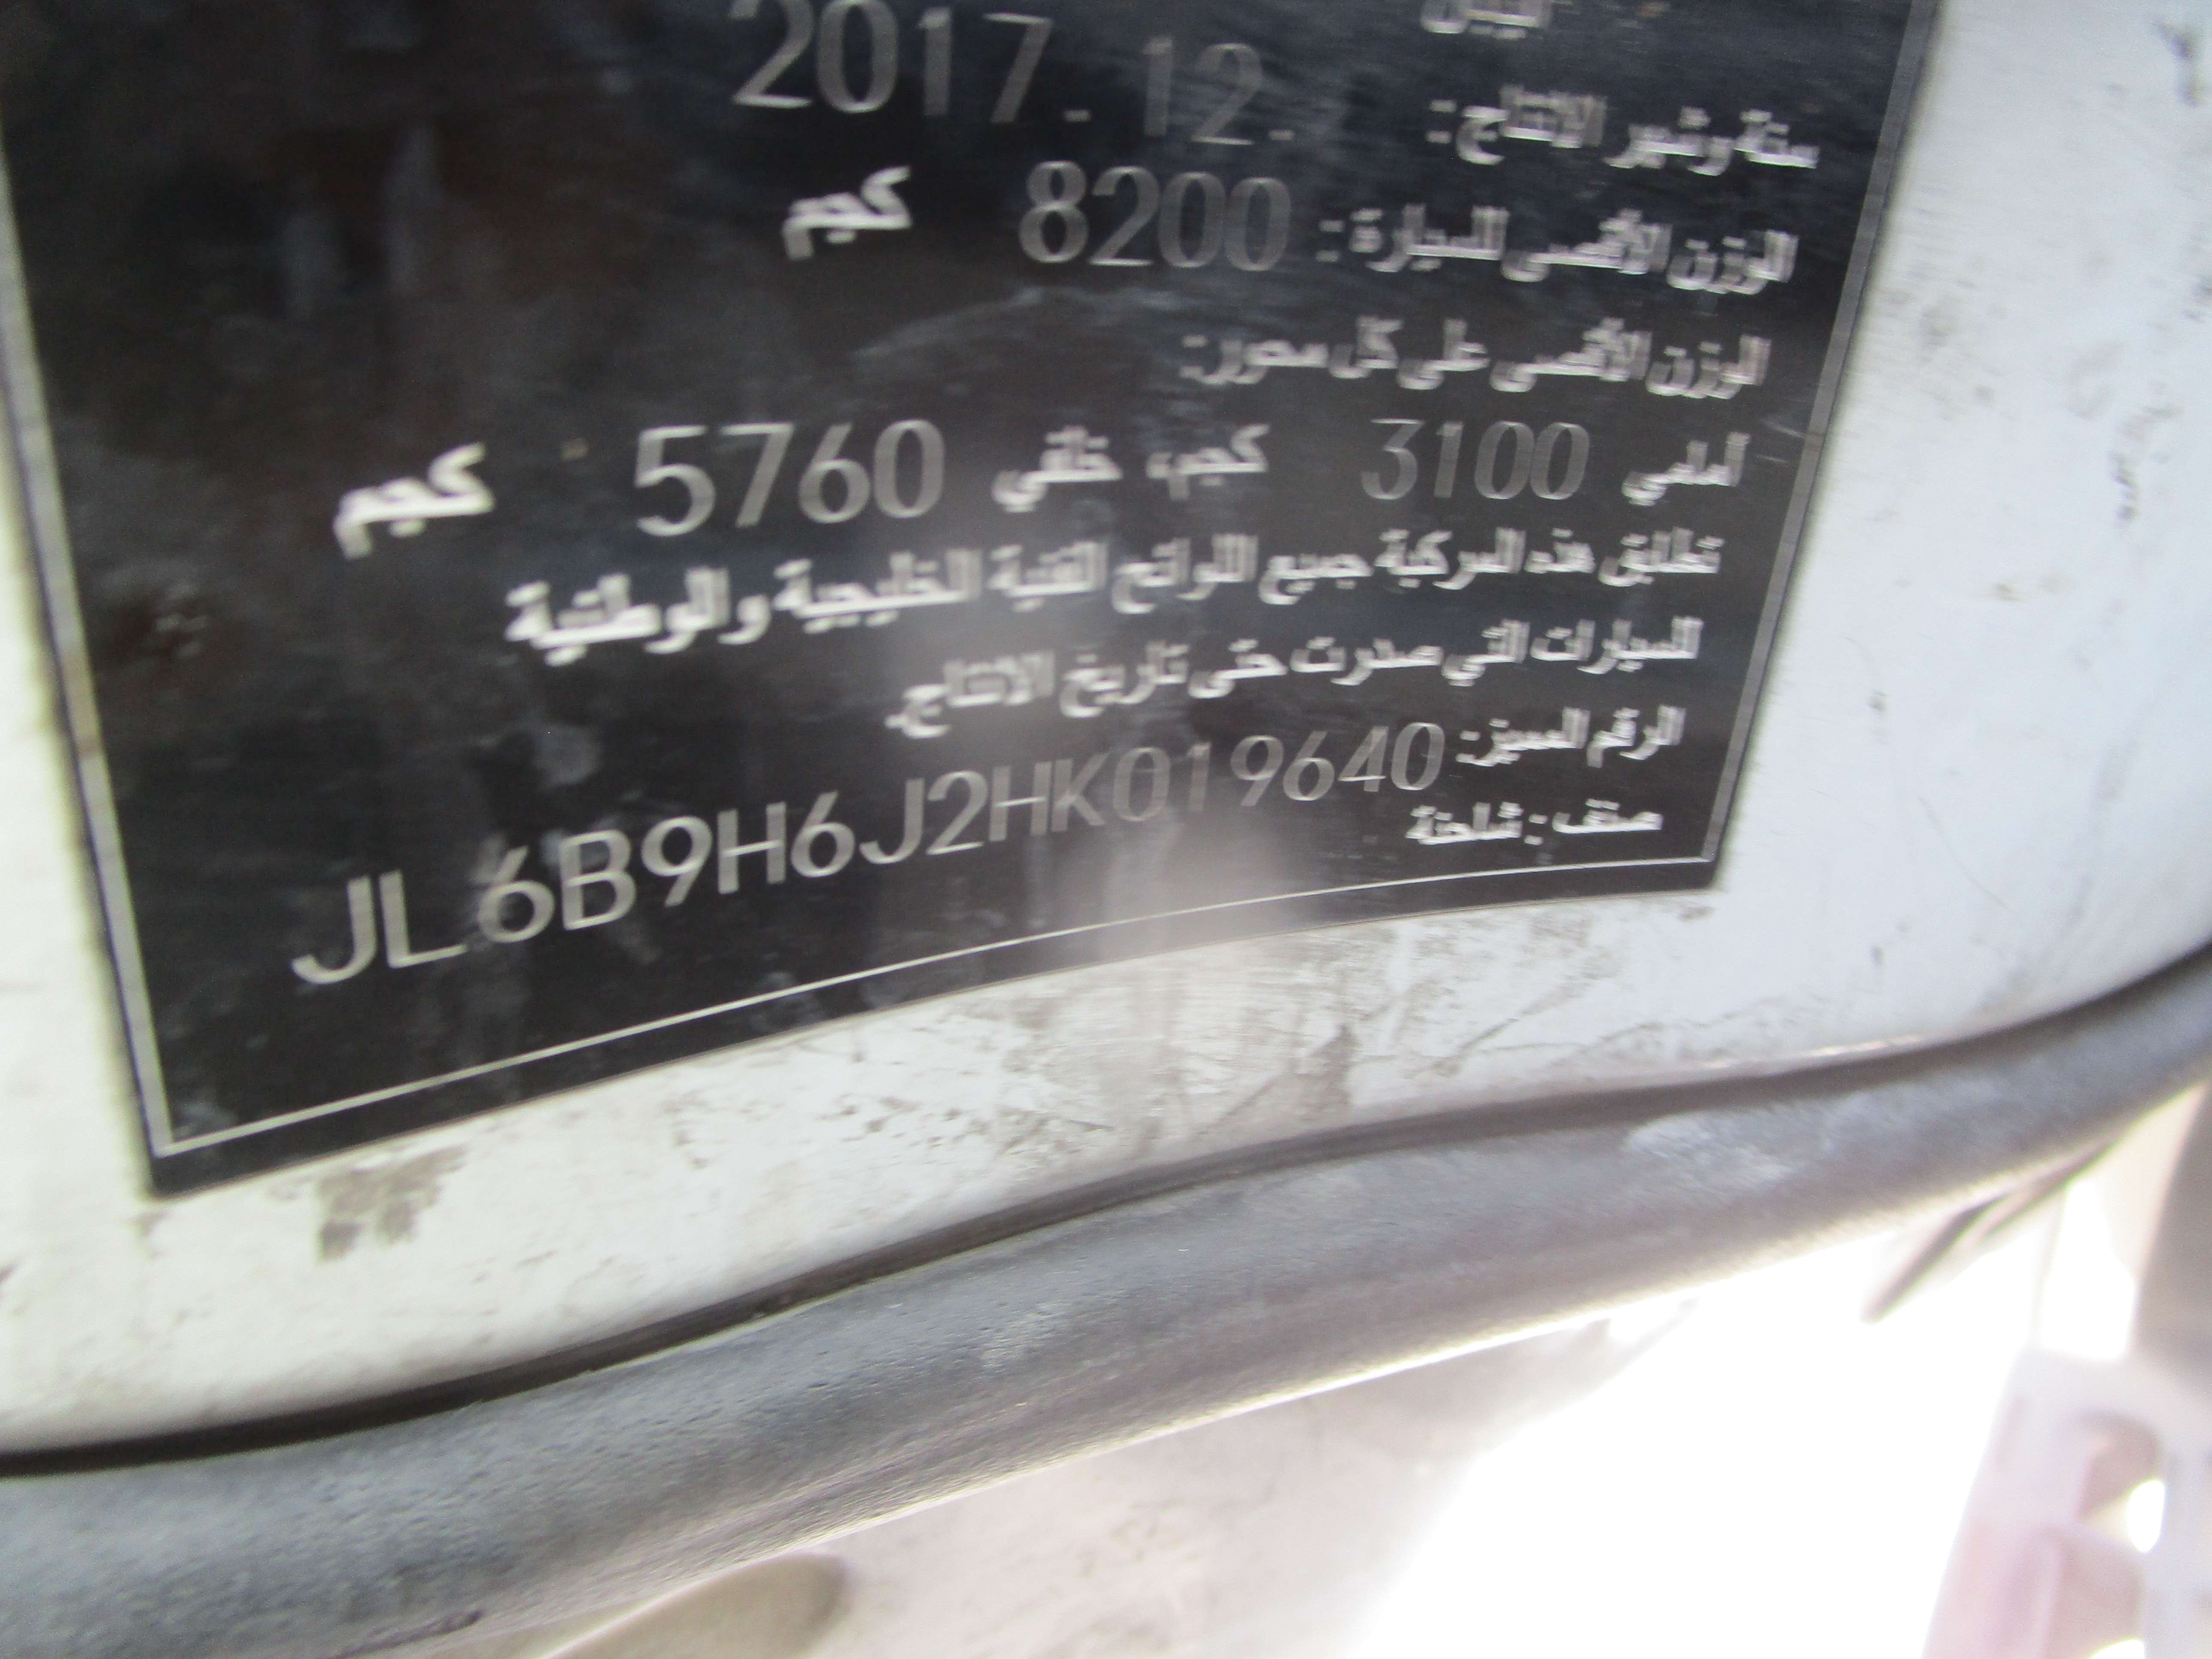 سنة وشهر الإنتاج: 2017-12-
الوزن الأقصى للسيارة: 8200 كجم
الوزن الأقصى على كل محور:
أمامي 3100 كجم، خلفي 5760 كجم
تطابق هذه المركبة جميع اللوائح الفنية الخليجية والوطنية
للسيارات التي صدرت حتى تاريخ الانتاج.
الرقم المميز: JL6B9H6J2HK019640
صنف: شاحنة